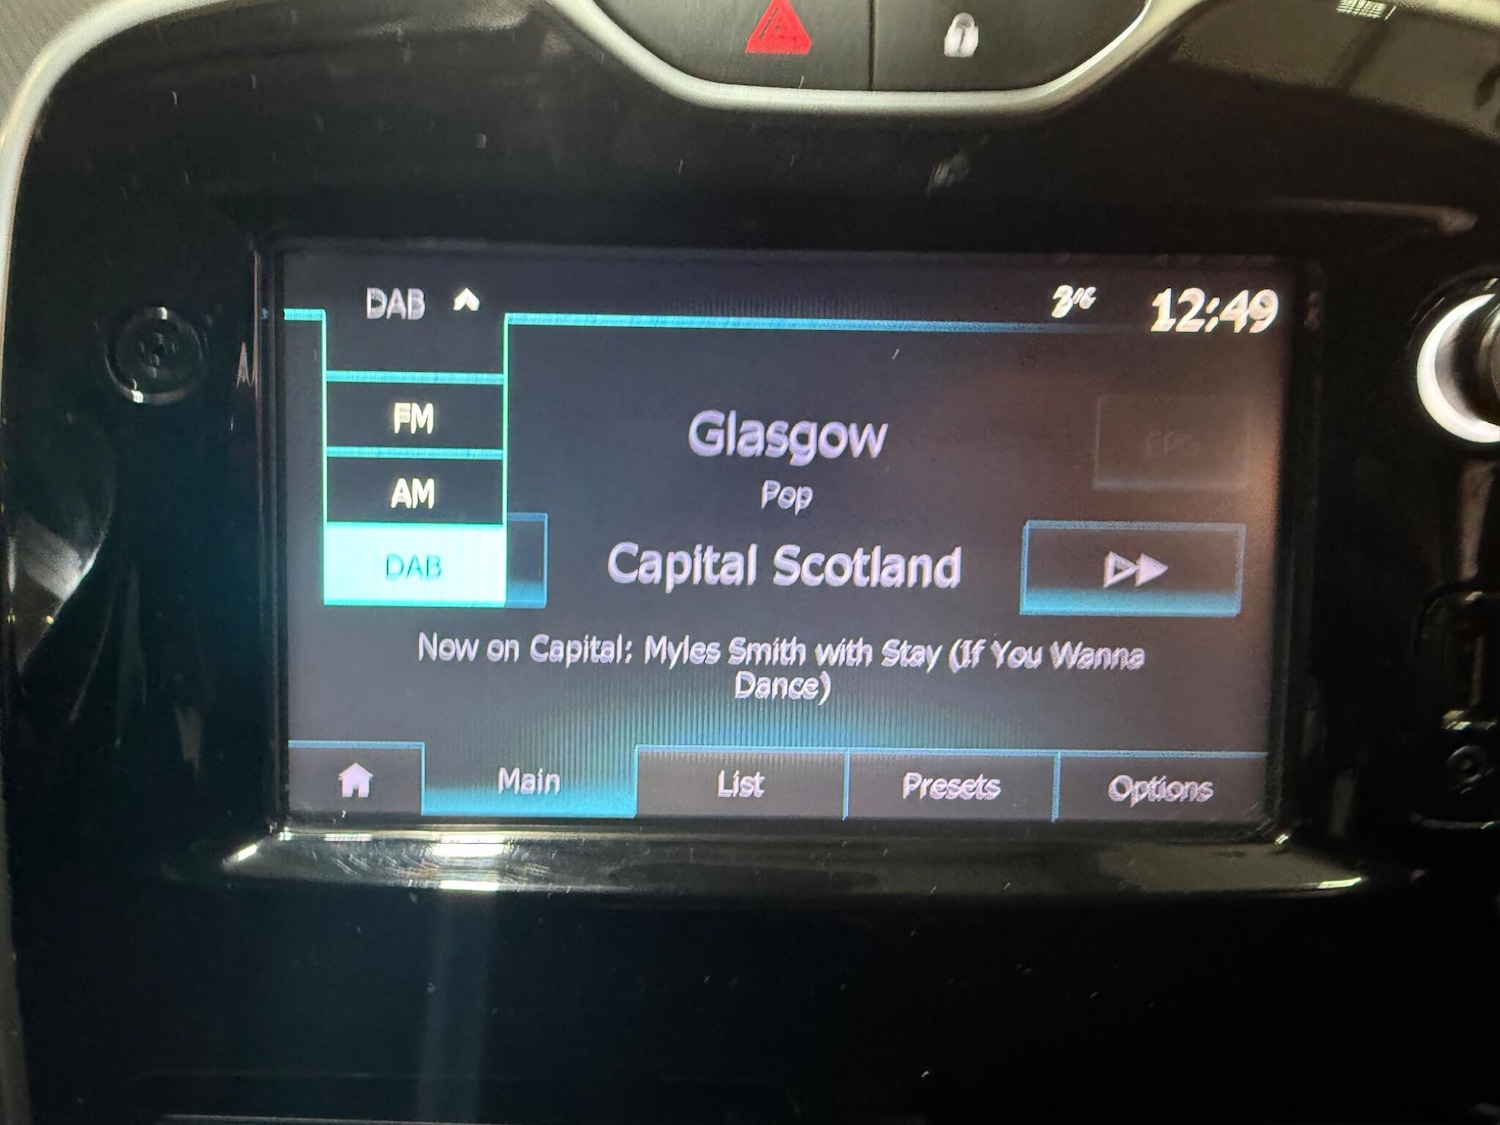 DAB
3°C
12:49
FM
AM
DAB
Glasgow
Pop
Capital Scotland
Now on Capital: Myles Smith with Stay (If You Wanna
Dance)
Main
List
Presets
Options